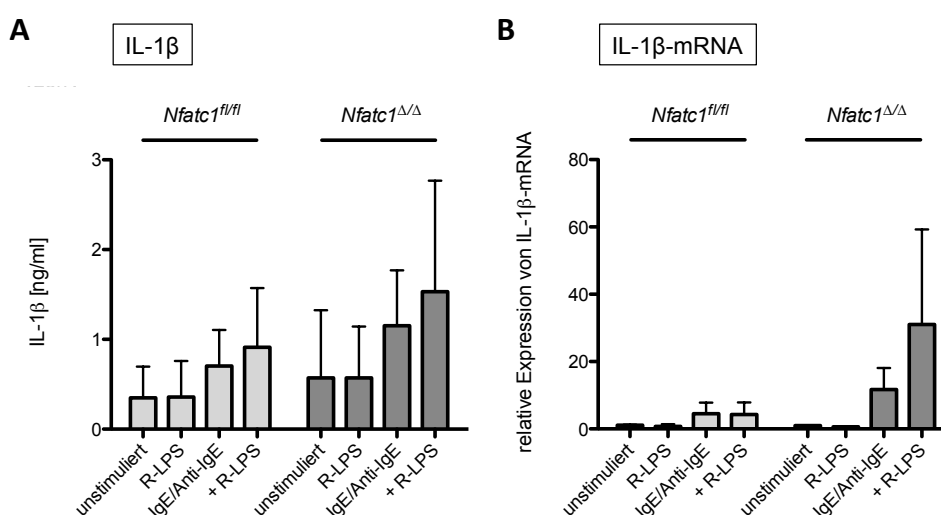 A
IL-1β
Nfatc1fl/fl
Nfatc1Δ/Δ
IL-1β [ng/ml]
3
2
1
0
unstimuliert
R-LPS
IgE/Anti-IgE
+ R-LPS
unstimuliert
R-LPS
IgE/Anti-IgE
+ R-LPS
B
IL-1β-mRNA
Nfatc1fl/fl
Nfatc1Δ/Δ
relative Expression von IL-1β-mRNA
80
60
40
20
0
unstimuliert
R-LPS
IgE/Anti-IgE
+ R-LPS
unstimuliert
R-LPS
IgE/Anti-IgE
+ R-LPS